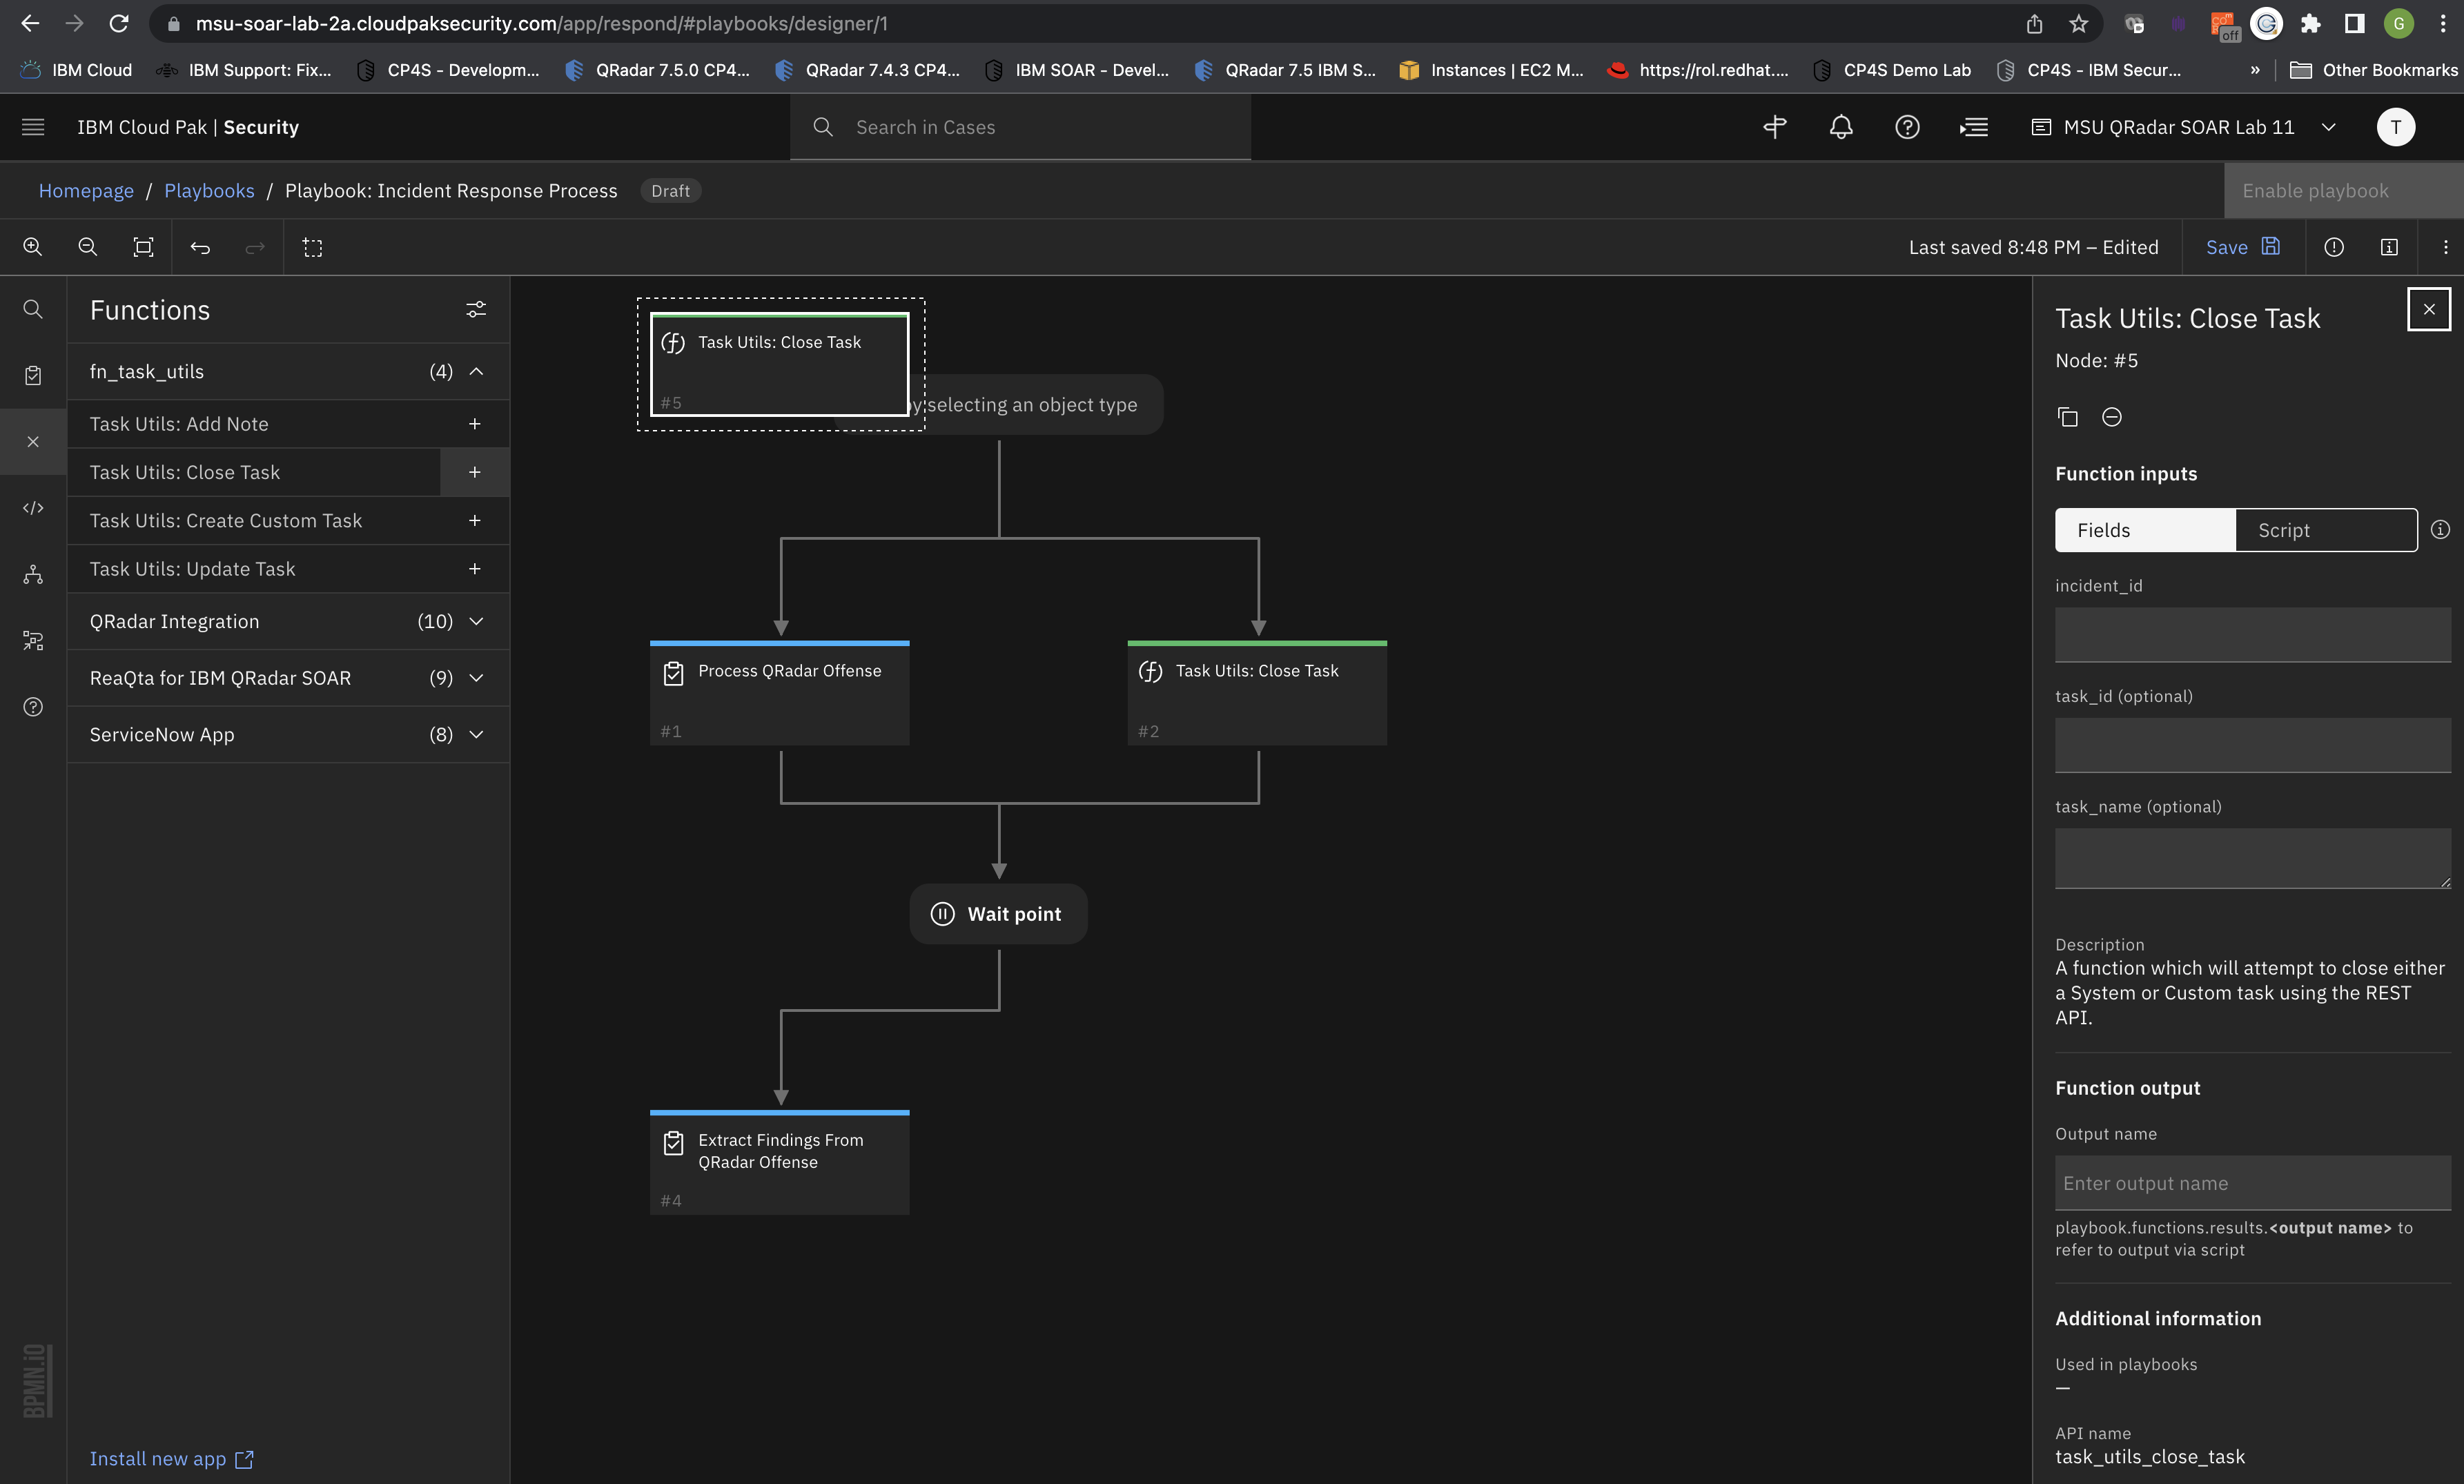 msu-soar-lab-2a.cloudpaksecurity.com/app/respond/#playbooks/designer/1
off
G
IBM Cloud
IBM Support: Fix...
CP4S - Developm...
QRadar 7.5.0 CP4...
QRadar 7.4.3 CP4...
IBM SOAR - Devel...
QRadar 7.5 IBM S...
Instances | EC2 M...
https://rol.redhat....
CP4S Demo Lab
CP4S - IBM Secur...
»
Other Bookmarks
IBM Cloud Pak | Security
Search in Cases
MSU QRadar SOAR Lab 11
T
Homepage / Playbooks / Playbook: Incident Response Process
Draft
Enable playbook
Last saved 8:48 PM – Edited
Save
Functions
fn_task_utils (4)
Task Utils: Add Note
Task Utils: Close Task
Task Utils: Create Custom Task
Task Utils: Update Task
QRadar Integration (10)
ReaQta for IBM QRadar SOAR (9)
ServiceNow App (8)
BPMN.iO
Install new app
Task Utils: Close Task
#5
by selecting an object type
Process QRadar Offense
#1
Task Utils: Close Task
#2
Wait point
Extract Findings From
QRadar Offense
#4
Task Utils: Close Task
Node: #5
Function inputs
Fields
Script
incident_id
task_id (optional)
task_name (optional)
Description
A function which will attempt to close either
a System or Custom task using the REST
API.
Function output
Output name
Enter output name
playbook.functions.results.<output name> to
refer to output via script
Additional information
Used in playbooks
—
API name
task_utils_close_task